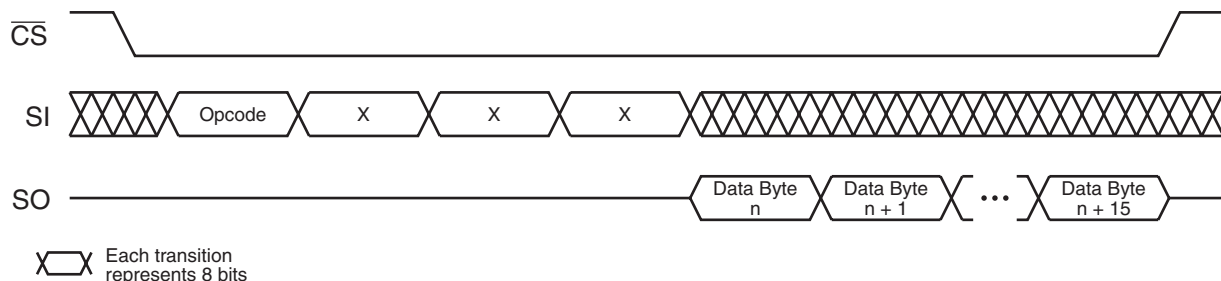 CS
SI
Opcode
X
X
X
SO
Data Byte
n
Data Byte
n + 1
•••
Data Byte
n + 15
Each transition
represents 8 bits